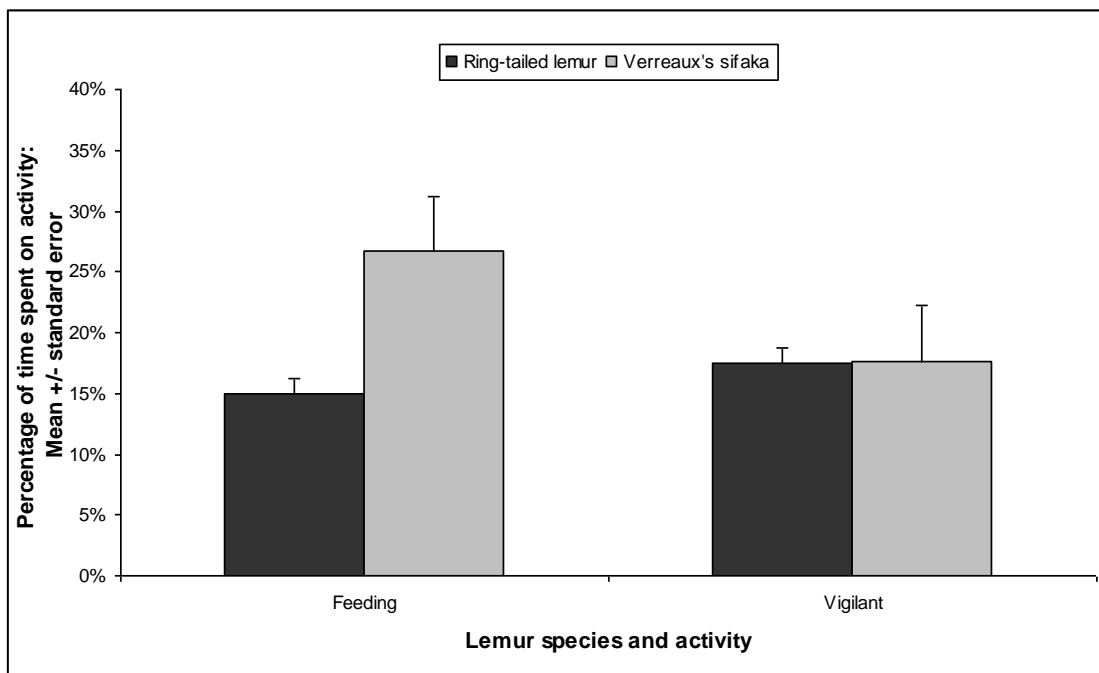 Ring-tailed lemur Verreaux's sifaka
40%
35%
30%
25%
20%
15%
10%
5%
0%
Percentage of time spent on activity:
Mean +/- standard error
Feeding Vigilant
Lemur species and activity